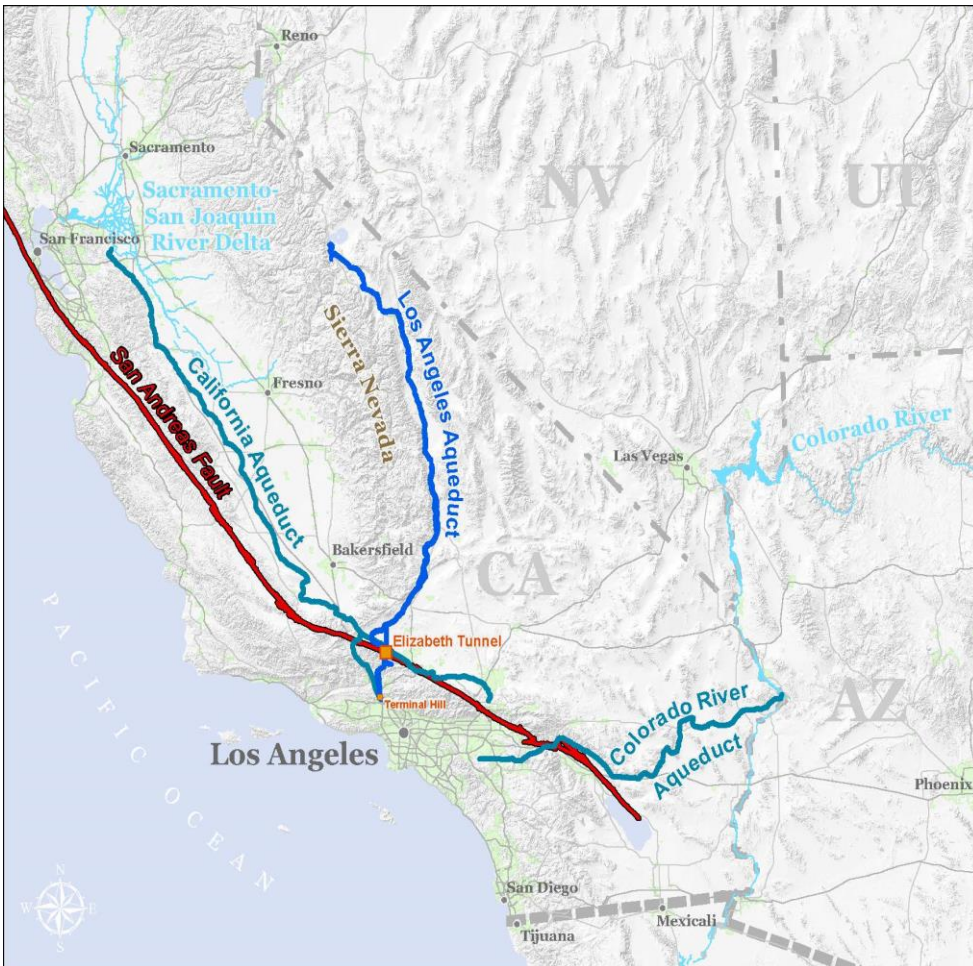 Reno
Sacramento
NV
UT
Sacramento-
San Joaquin
River Delta
San Francisco
Los Angeles Aqueduct
Sierra Nevada
San Andreas Fault
California Aqueduct
Fresno
Colorado River
Las Vegas
Bakersfield
CA
Elizabeth Tunnel
Terminal Hill
AZ
Colorado River
Aqueduct
Los Angeles
Phoenix
PACIFIC OCEAN
San Diego
Mexicali
Tijuana
N
W
E
S